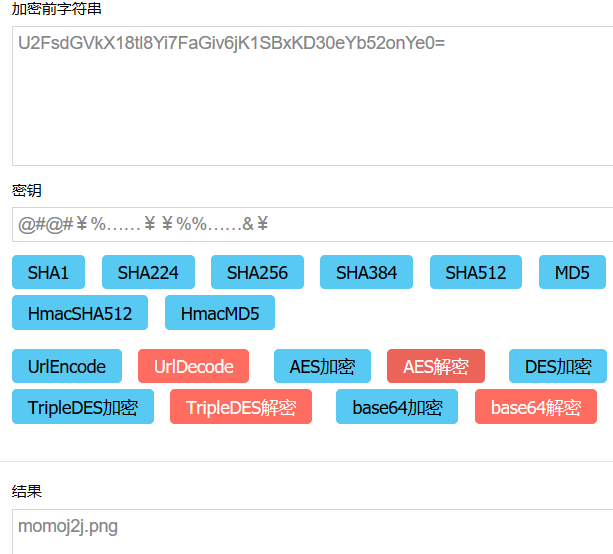 加密前字符串
U2FsdGVkX18tl8Yi7FaGiv6jK1SBxKD30eYb52onYe0=
密钥
@#@#￥%……￥￥%%……&￥
SHA1 SHA224 SHA256 SHA384 SHA512 MD5
HmacSHA512 HmacMD5
UrlEncode UrlDecode AES加密 AES解密 DES加密
TripleDES加密 TripleDES解密 base64加密 base64解密
结果
momoj2j.png